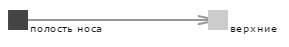 полость носа
верхние